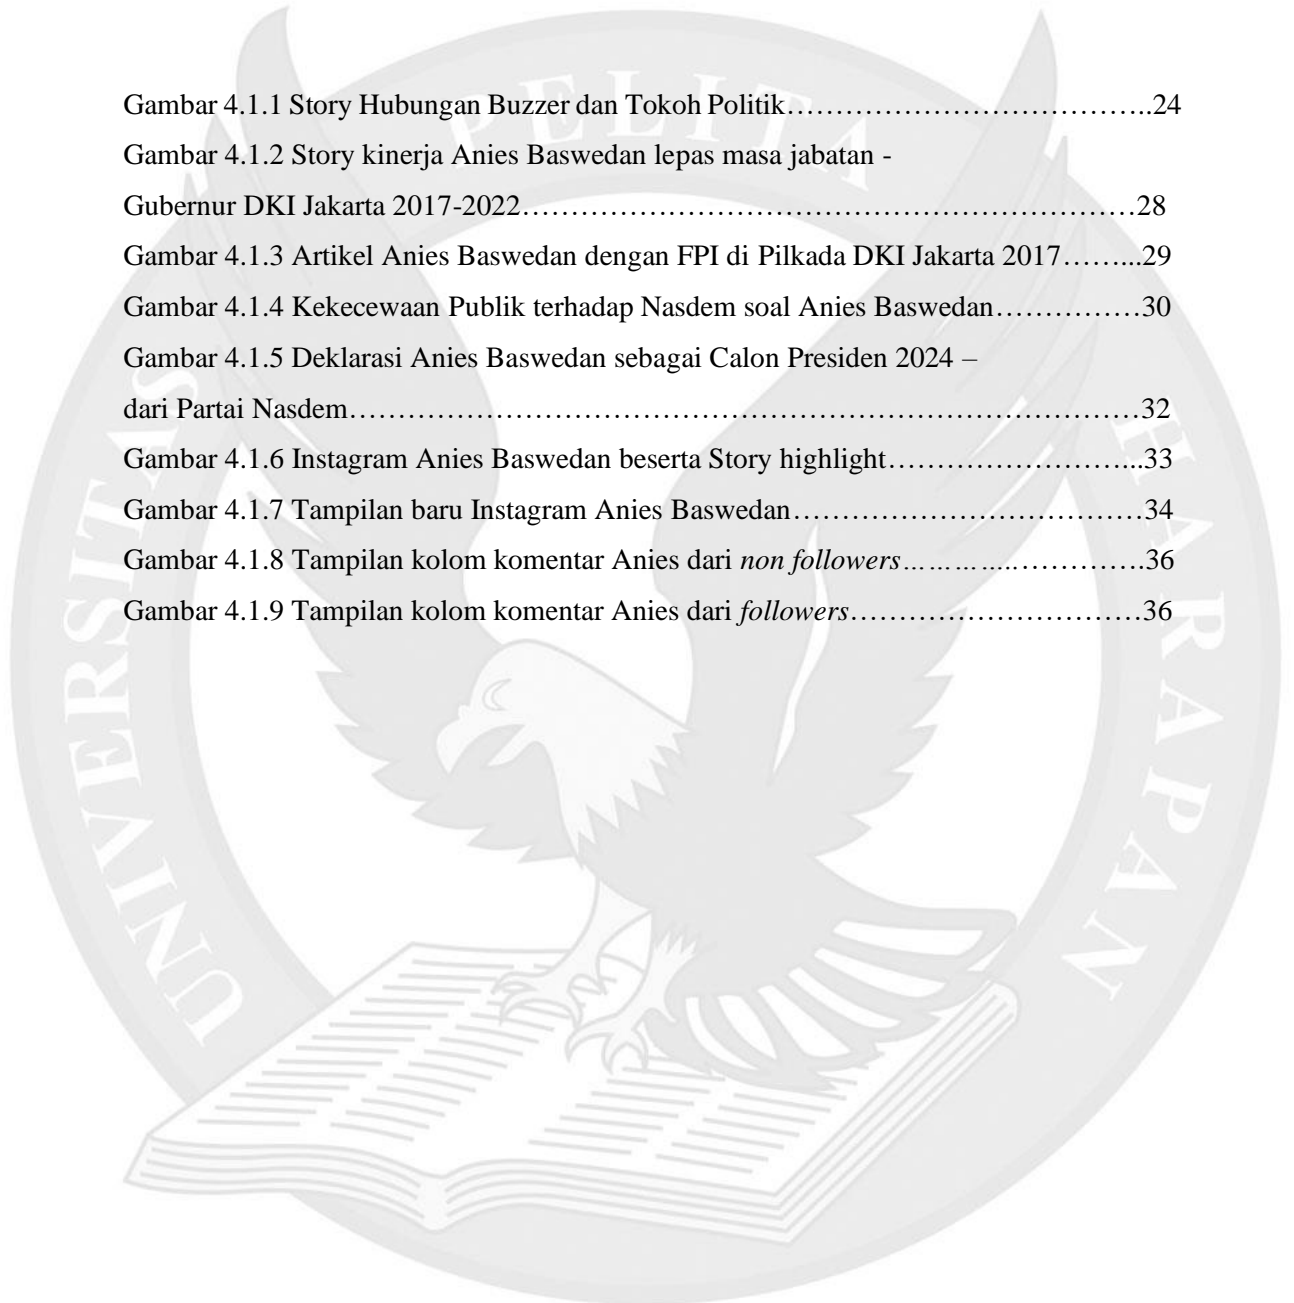 Gambar 4.1.1 Story Hubungan Buzzer dan Tokoh Politik………………………………..24
Gambar 4.1.2 Story kinerja Anies Baswedan lepas masa jabatan -
Gubernur DKI Jakarta 2017-2022………………………………………………………28
Gambar 4.1.3 Artikel Anies Baswedan dengan FPI di Pilkada DKI Jakarta 2017……...29
Gambar 4.1.4 Kekecewaan Publik terhadap Nasdem soal Anies Baswedan……………30
Gambar 4.1.5 Deklarasi Anies Baswedan sebagai Calon Presiden 2024 –
dari Partai Nasdem………………………………………………………………………32
Gambar 4.1.6 Instagram Anies Baswedan beserta Story highlight……………………...33
Gambar 4.1.7 Tampilan baru Instagram Anies Baswedan………………………………34
Gambar 4.1.8 Tampilan kolom komentar Anies dari non followers…………..………….36
Gambar 4.1.9 Tampilan kolom komentar Anies dari followers…………………………36
UNIVERSITAS PELITA HARAPAN